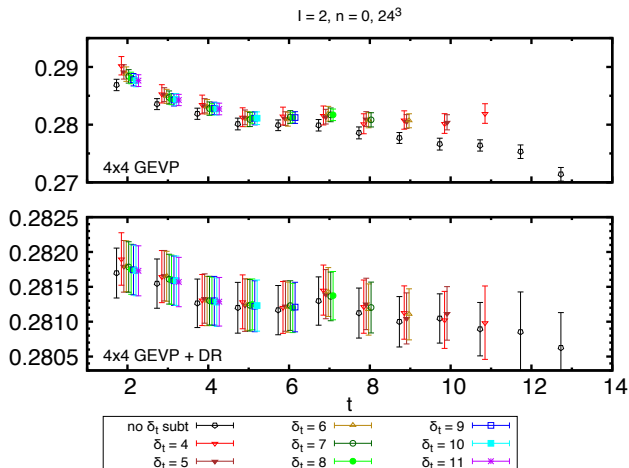 I = 2, n = 0, 24³
0.29
0.28
0.27
4x4 GEVP
0.2825
0.2820
0.2815
0.2810
0.2805
4x4 GEVP + DR
2 4 6 8 10 12 14
t
no δt subt δt = 6 δt = 9
δt = 4 δt = 7 δt = 10
δt = 5 δt = 8 δt = 11